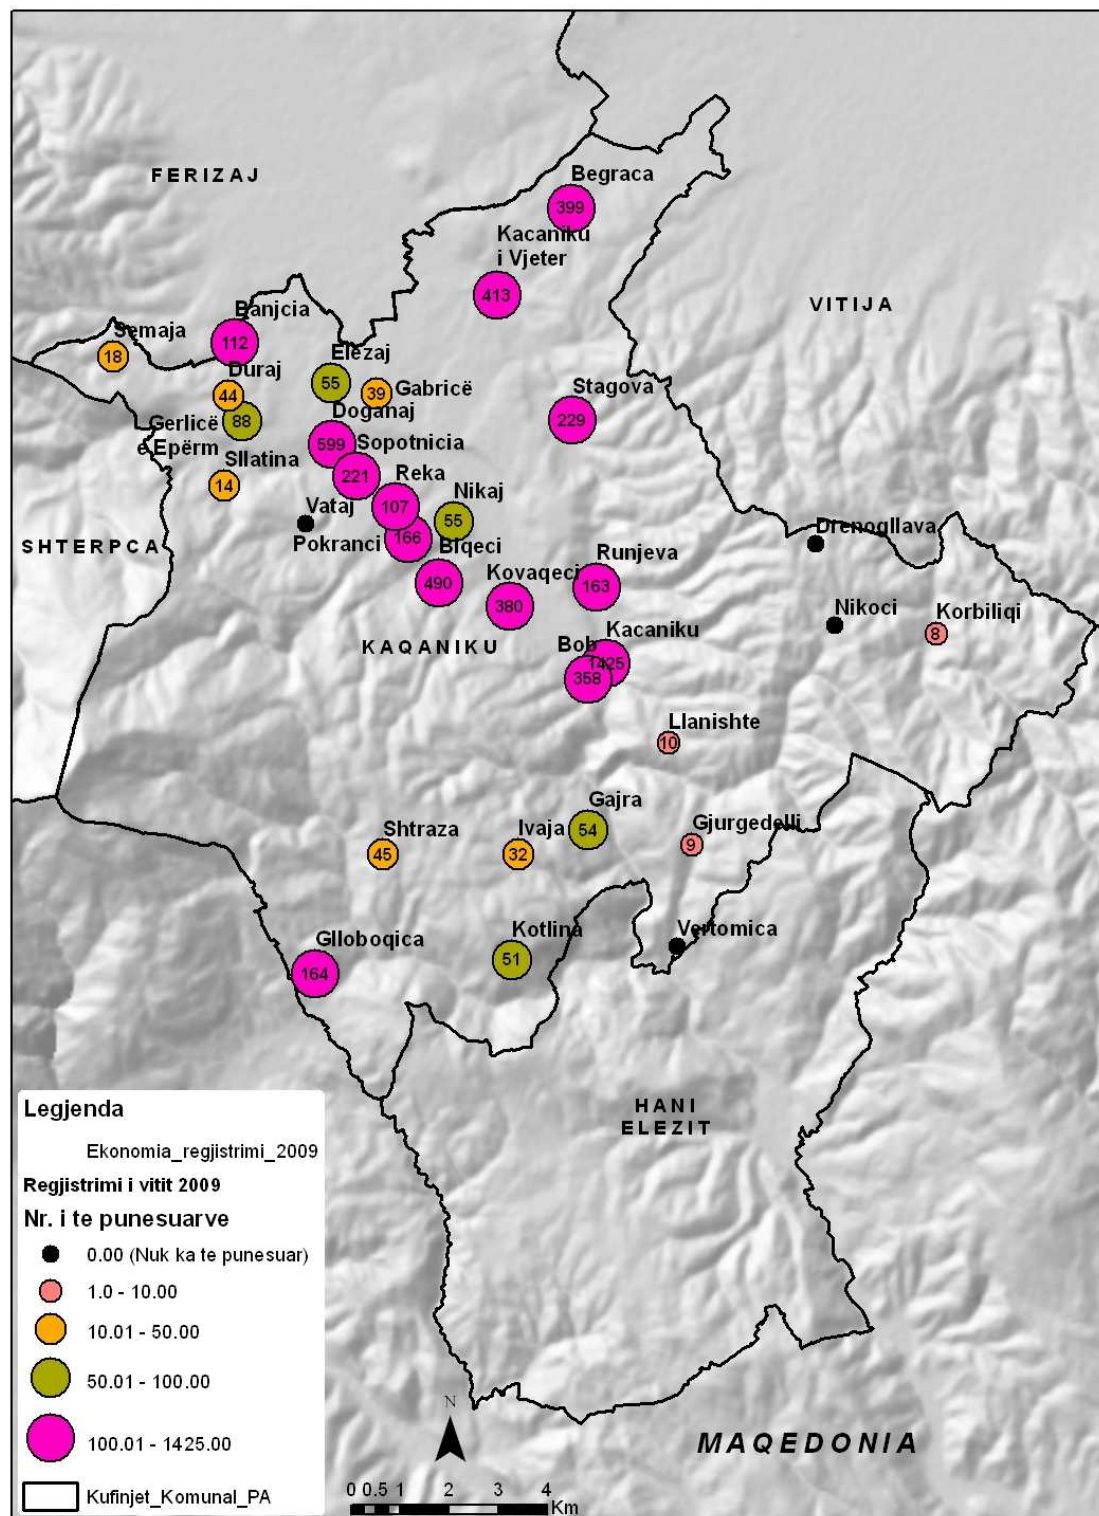 FERIZAJ
Begraca
399
Kacaniku
i Vjeter
413
VITIJA
Banjcia
112
Semaja
18
Elezaj
55
Duraj
44
Gabricë
39
Stagova
229
Gerlicë
e Epërm
88
Doganaj
599
Sopotnicia
221
Sllatina
14
Reka
107
Nikaj
55
Vataj
SHTERPCA
Pokranci
166
Biqeci
490
Drenogllava
Runjeva
163
Kovaqeci
380
Nikoci
Korbiliqi
8
KAQANIKU
Kacaniku
1425
Bob
358
Llanishte
10
Gajra
54
Shtraza
45
Ivaja
32
Gjurgedelli
9
Glloboqica
164
Kotlina
51
Vertomica
HANI
ELEZIT
Legjenda
Ekonomia_regjistrimi_2009
Regjistrimi i vitit 2009
Nr. i te punesuarve
0.00 (Nuk ka te punesuar)
1.0 - 10.00
10.01 - 50.00
50.01 - 100.00
100.01 - 1425.00
Kufinjet_Komunal_PA
N
MAQEDONIA
0 0.5 1 2 3 4
Km